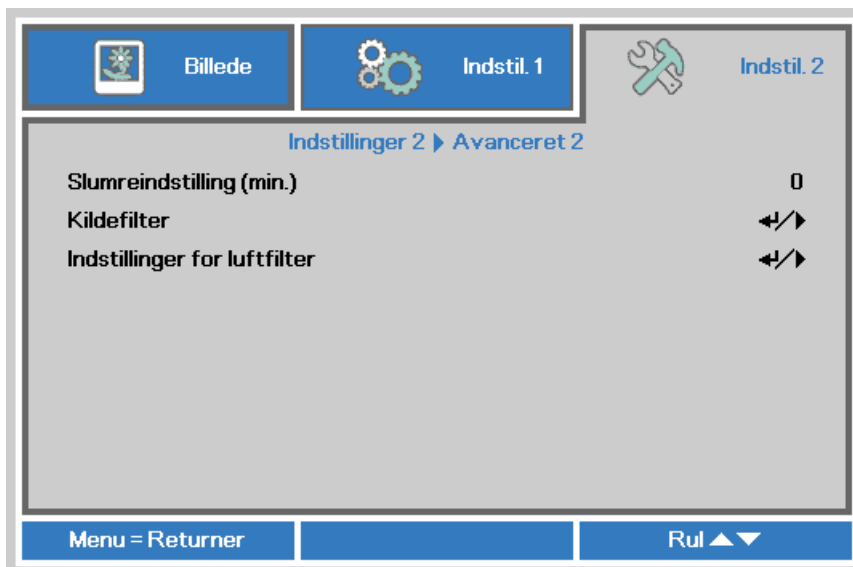 Billede
Indstil. 1
Indstil. 2
Indstillinger 2 ▶ Avanceret 2
Slumreindstilling (min.) 0
Kildefilter ↵/▶
Indstillinger for luftfilter ↵/▶
Menu = Returner
Rul ▲▼